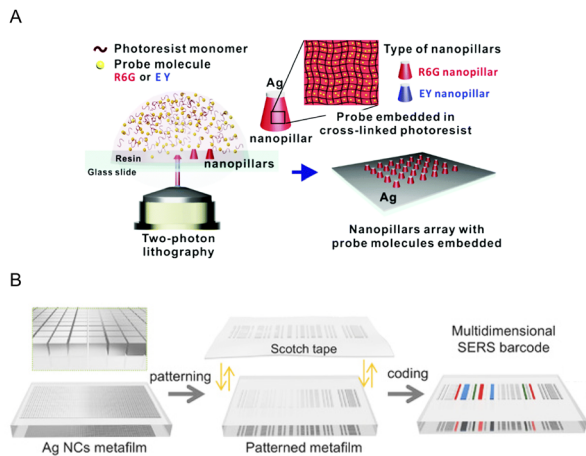 A
Photoresist monomer
Probe molecule
R6G or EY
Resin
Glass slide
nanopillars
Two-photon
lithography
Ag
nanopillar
Type of nanopillars
R6G nanopillar
EY nanopillar
Probe embedded in
cross-linked photoresist
Ag
Nanopillars array with
probe molecules embedded
B
Ag NCs metafilm
patterning
Scotch tape
Patterned metafilm
coding
Multidimensional
SERS barcode